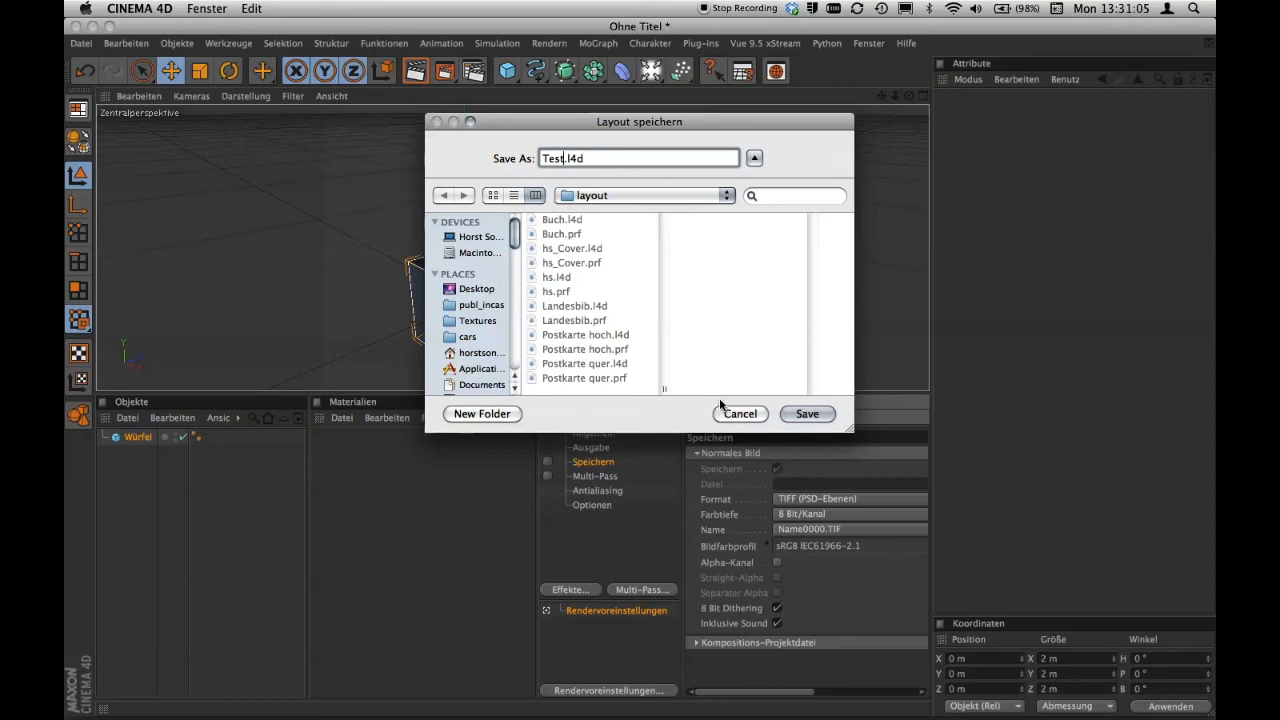 CINEMA 4D Fenster Edit Stop Recording (98%) Mon 13:31:05
Ohne Titel *
Datei Bearbeiten Objekte Werkzeuge Selektion Struktur Funktionen Animation Simulation Rendern MoGraph Charakter Plug-ins Vue 9.5 xStream Python Fenster Hilfe
Attribute
Modus Bearbeiten Benutz
Bearbeiten Kameras Darstellung Filter Ansicht
Zentralperspektive
Layout speichern
Save As: Test.l4d
layout
DEVICES
Horst So...
Macinto...
PLACES
Desktop
publ_incas
Textures
cars
horstson...
Applicati...
Documents
Buch.l4d
Buch.prf
hs_Cover.l4d
hs_Cover.prf
hs.l4d
hs.prf
Landesbib.l4d
Landesbib.prf
Postkarte hoch.l4d
Postkarte hoch.prf
Postkarte quer.l4d
Postkarte quer.prf
New Folder Cancel Save
Y
Objekte
Datei Bearbeiten Ansic
Würfel
Materialien
Datei Bearbeiten
Allgemein
Ausgabe
Speichern
Multi-Pass
Antialiasing
Optionen
Effekte... Multi-Pass...
Rendervoreinstellungen
Rendervoreinstellungen...
Speichern
Normales Bild
Speichern
Datei
Format TIFF (PSD-Ebenen)
Farbtiefe 8 Bit/Kanal
Name Name0000.TIF
Bildfarbprofil sRGB IEC61966-2.1
Alpha-Kanal
Straight-Alpha
Separater Alpha
8 Bit Dithering
Inklusive Sound
Kompositions-Projektdatei
Koordinaten
Position Größe Winkel
X 0 m X 2 m H 0 °
Y 0 m Y 2 m P 0 °
Z 0 m Z 2 m B 0 °
Objekt (Rel) Abmessung Anwenden
MAXON
CINEMA 4D